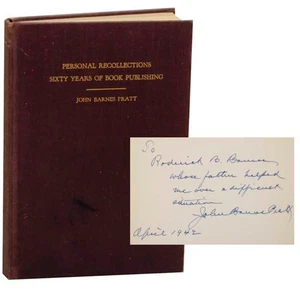 PERSONAL RECOLLECTIONS
SIXTY YEARS OF BOOK PUBLISHING
JOHN BARNES PRATT
To
Roderick B. Barnes
whose father helped
me over a difficult
situation
John Barnes Pratt
April 1942